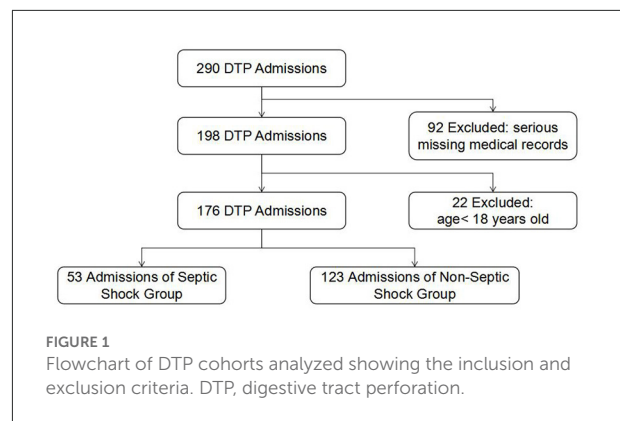 290 DTP Admissions
92 Excluded: serious
missing medical records
198 DTP Admissions
22 Excluded:
age< 18 years old
176 DTP Admissions
53 Admissions of Septic
Shock Group
123 Admissions of Non-Septic
Shock Group
FIGURE 1
Flowchart of DTP cohorts analyzed showing the inclusion and
exclusion criteria. DTP, digestive tract perforation.